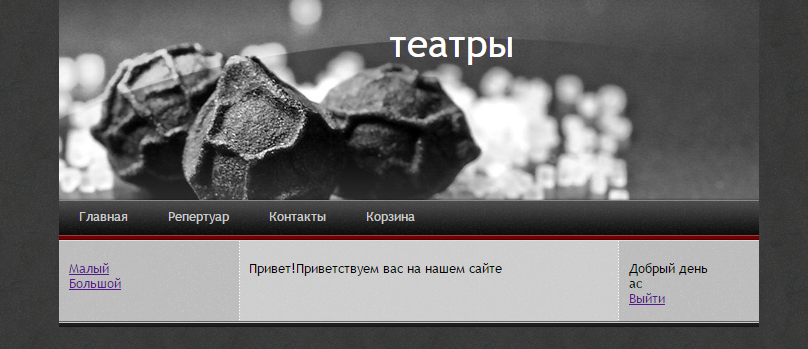 театры
Главная Репертуар Контакты Корзина
Малый
Большой
Привет!Приветствуем вас на нашем сайте
Добрый день
ас
Выйти